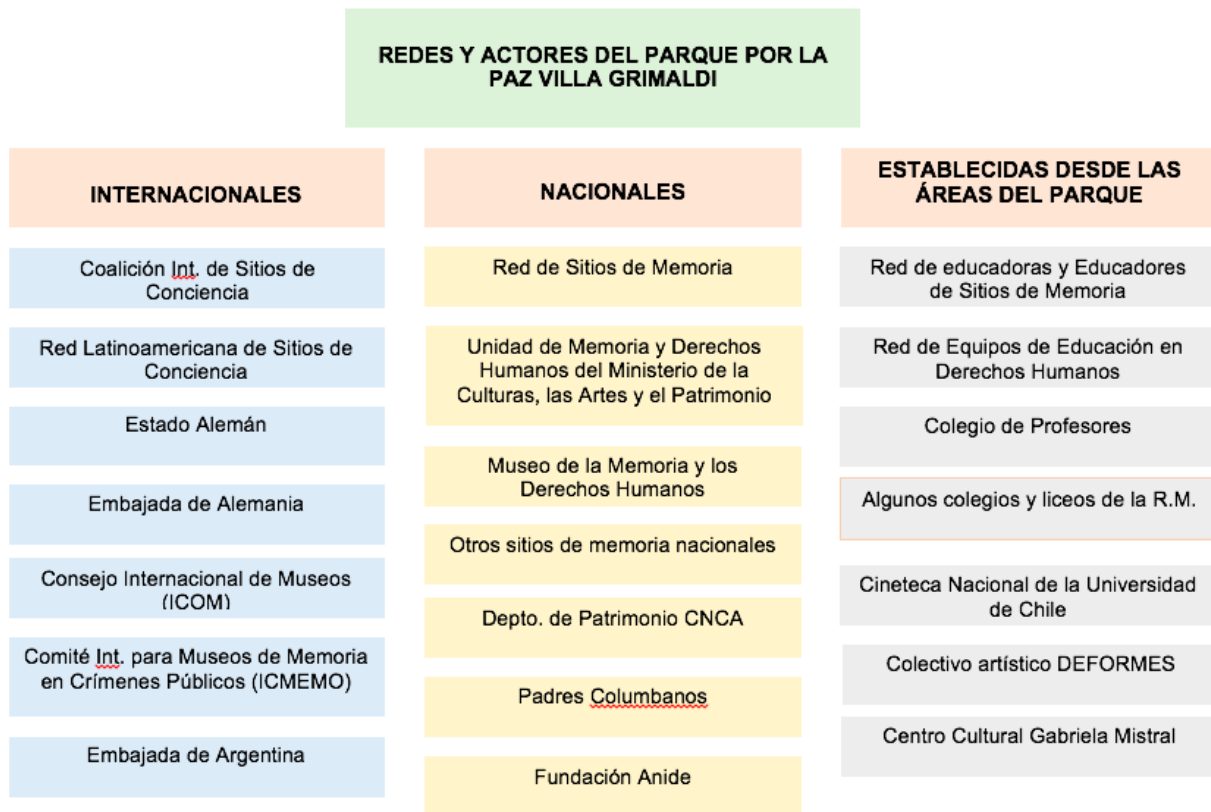 REDES Y ACTORES DEL PARQUE POR LA
PAZ VILLA GRIMALDI
INTERNACIONALES
Coalición Int. de Sitios de
Conciencia
Red Latinoamericana de Sitios de
Conciencia
Estado Alemán
Embajada de Alemania
Consejo Internacional de Museos
(ICOM)
Comité Int. para Museos de Memoria
en Crímenes Públicos (ICMEMO)
Embajada de Argentina
NACIONALES
Red de Sitios de Memoria
Unidad de Memoria y Derechos
Humanos del Ministerio de la
Culturas, las Artes y el Patrimonio
Museo de la Memoria y los
Derechos Humanos
Otros sitios de memoria nacionales
Depto. de Patrimonio CNCA
Padres Columbanos
Fundación Anide
ESTABLECIDAS DESDE LAS
ÁREAS DEL PARQUE
Red de educadoras y Educadores
de Sitios de Memoria
Red de Equipos de Educación en
Derechos Humanos
Colegio de Profesores
Algunos colegios y liceos de la R.M.
Cineteca Nacional de la Universidad
de Chile
Colectivo artístico DEFORMES
Centro Cultural Gabriela Mistral